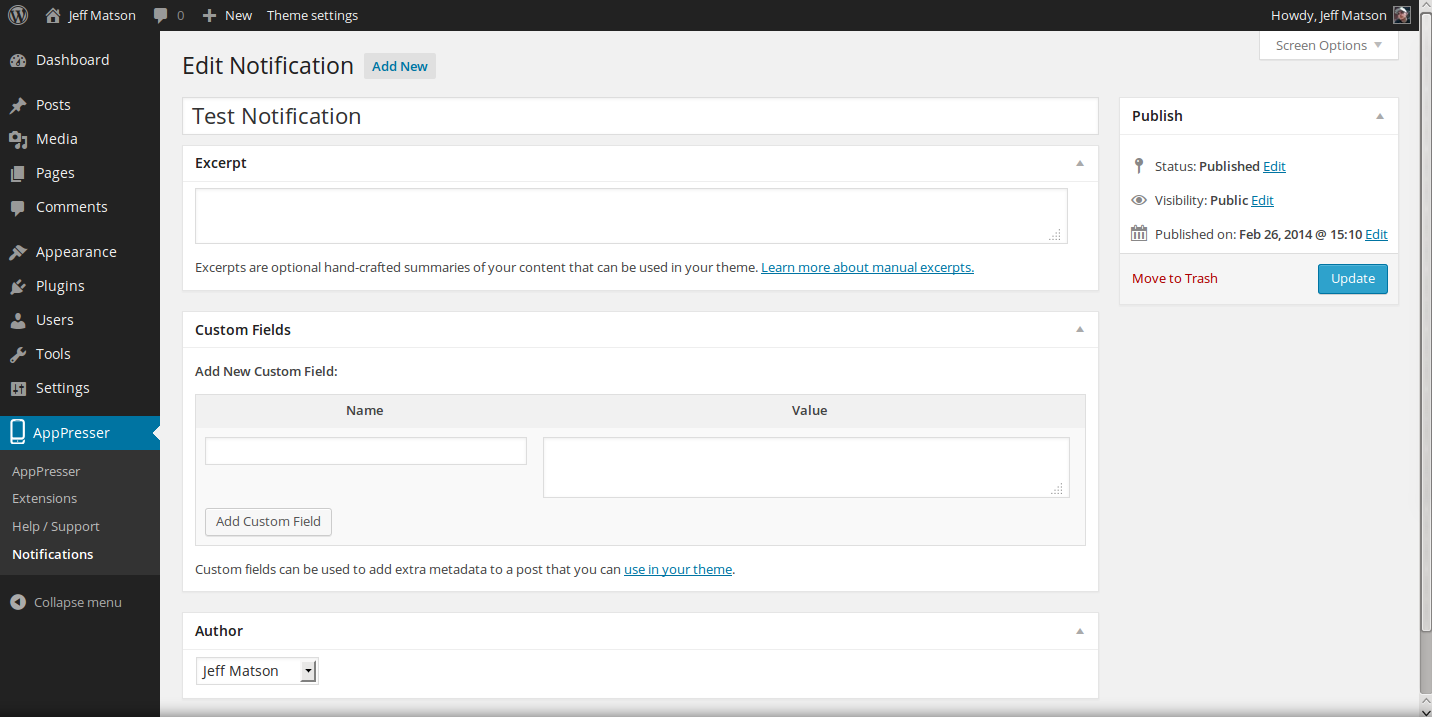 Jeff Matson 0 New Theme settings Howdy, Jeff Matson
Screen Options
Dashboard
Posts
Media
Pages
Comments
Appearance
Plugins
Users
Tools
Settings
AppPresser
AppPresser
Extensions
Help / Support
Notifications
Collapse menu
Edit Notification Add New
Test Notification
Excerpt
Excerpts are optional hand-crafted summaries of your content that can be used in your theme. Learn more about manual excerpts.
Custom Fields
Add New Custom Field:
Name Value
Add Custom Field
Custom fields can be used to add extra metadata to a post that you can use in your theme.
Author
Jeff Matson
Publish
Status: Published Edit
Visibility: Public Edit
Published on: Feb 26, 2014 @ 15:10 Edit
Move to Trash Update